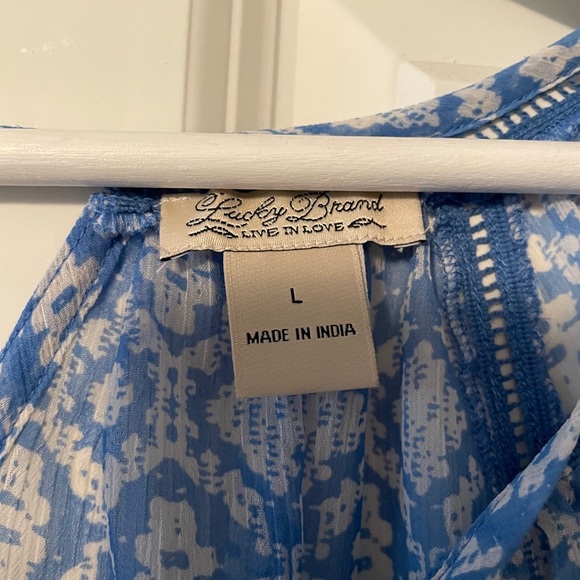 Lucky Brand
LIVE IN LOVE
L
MADE IN INDIA